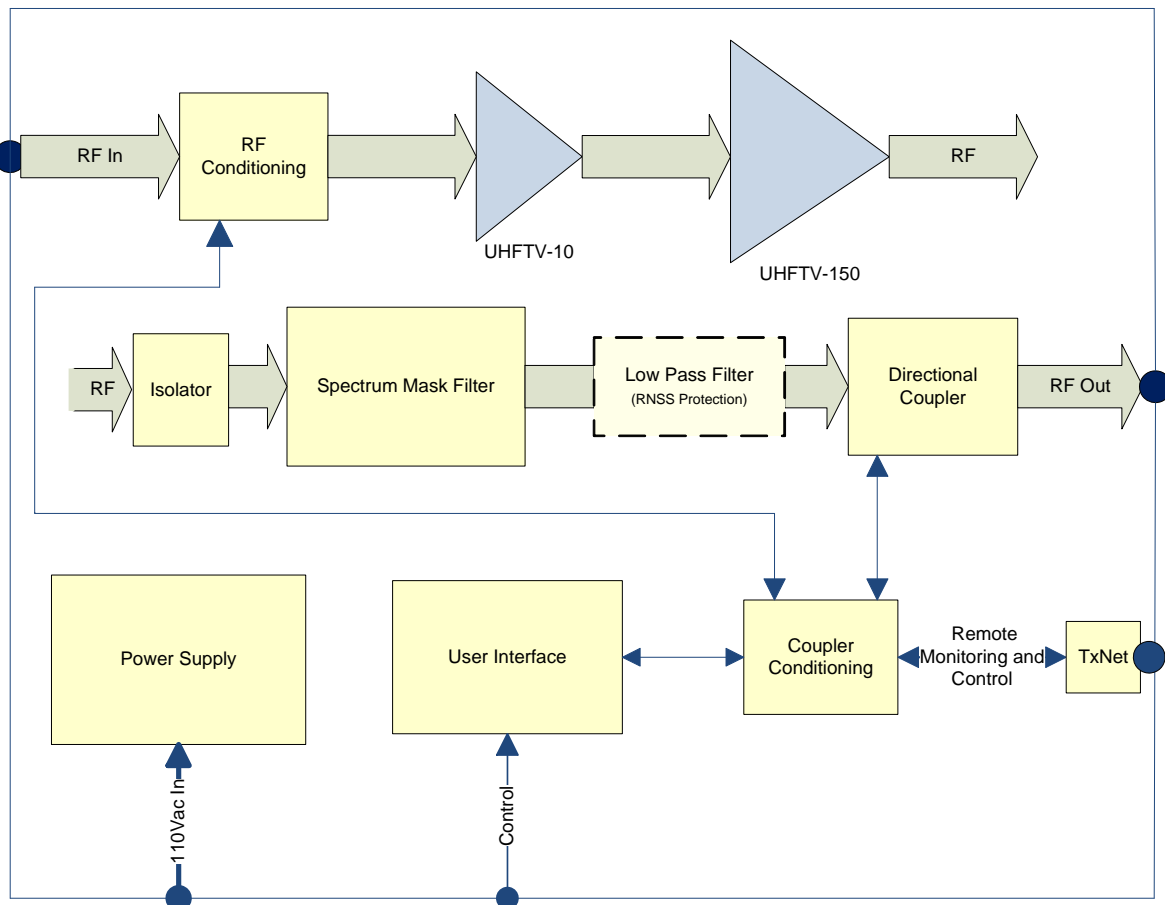 RF In
RF
Conditioning
RF
UHFTV-10
UHFTV-150
RF
Isolator
Spectrum Mask Filter
Low Pass Filter
(RNSS Protection)
Directional
Coupler
RF Out
Power Supply
User Interface
Coupler
Conditioning
Remote
Monitoring and
Control
TxNet
110Vac In
Control